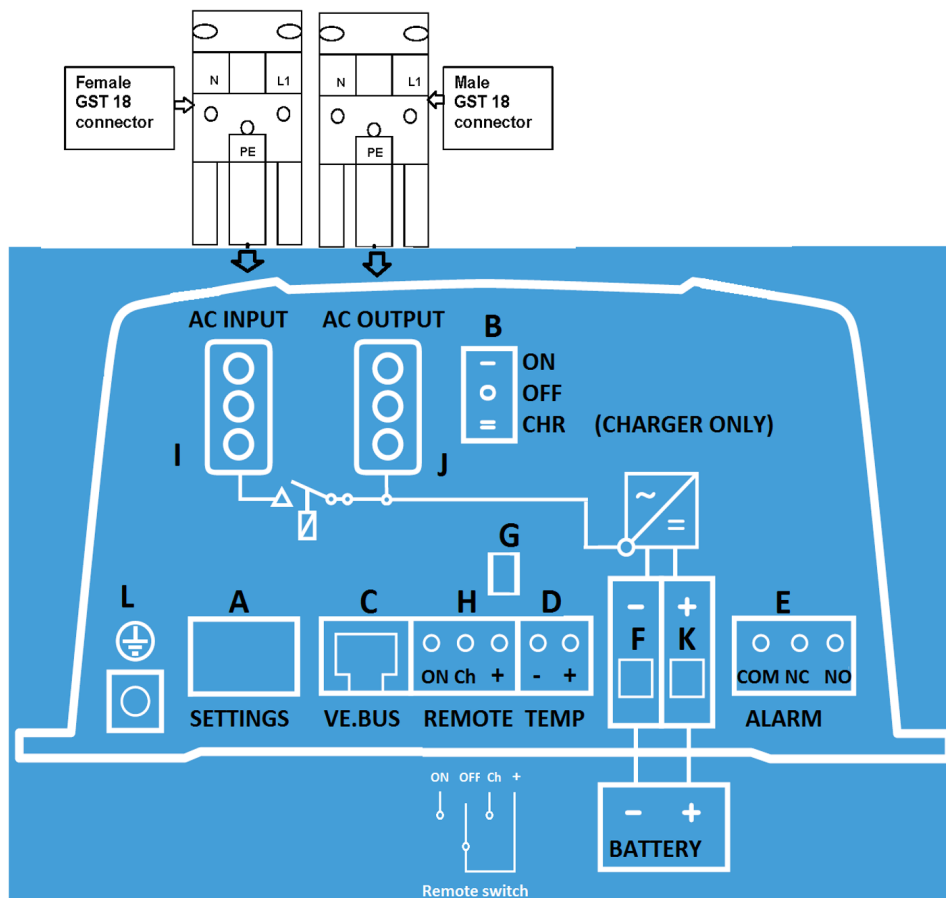 Female
GST 18
connector
N L1
PE
N L1
PE
Male
GST 18
connector
AC INPUT
AC OUTPUT
B
ON
OFF
CHR (CHARGER ONLY)
I
J
~
=
G
L
A
SETTINGS
C
VE.BUS
H
ON Ch +
REMOTE
D
- +
TEMP
- +
F K
E
COM NC NO
ALARM
ON OFF Ch +
Remote switch
- +
BATTERY